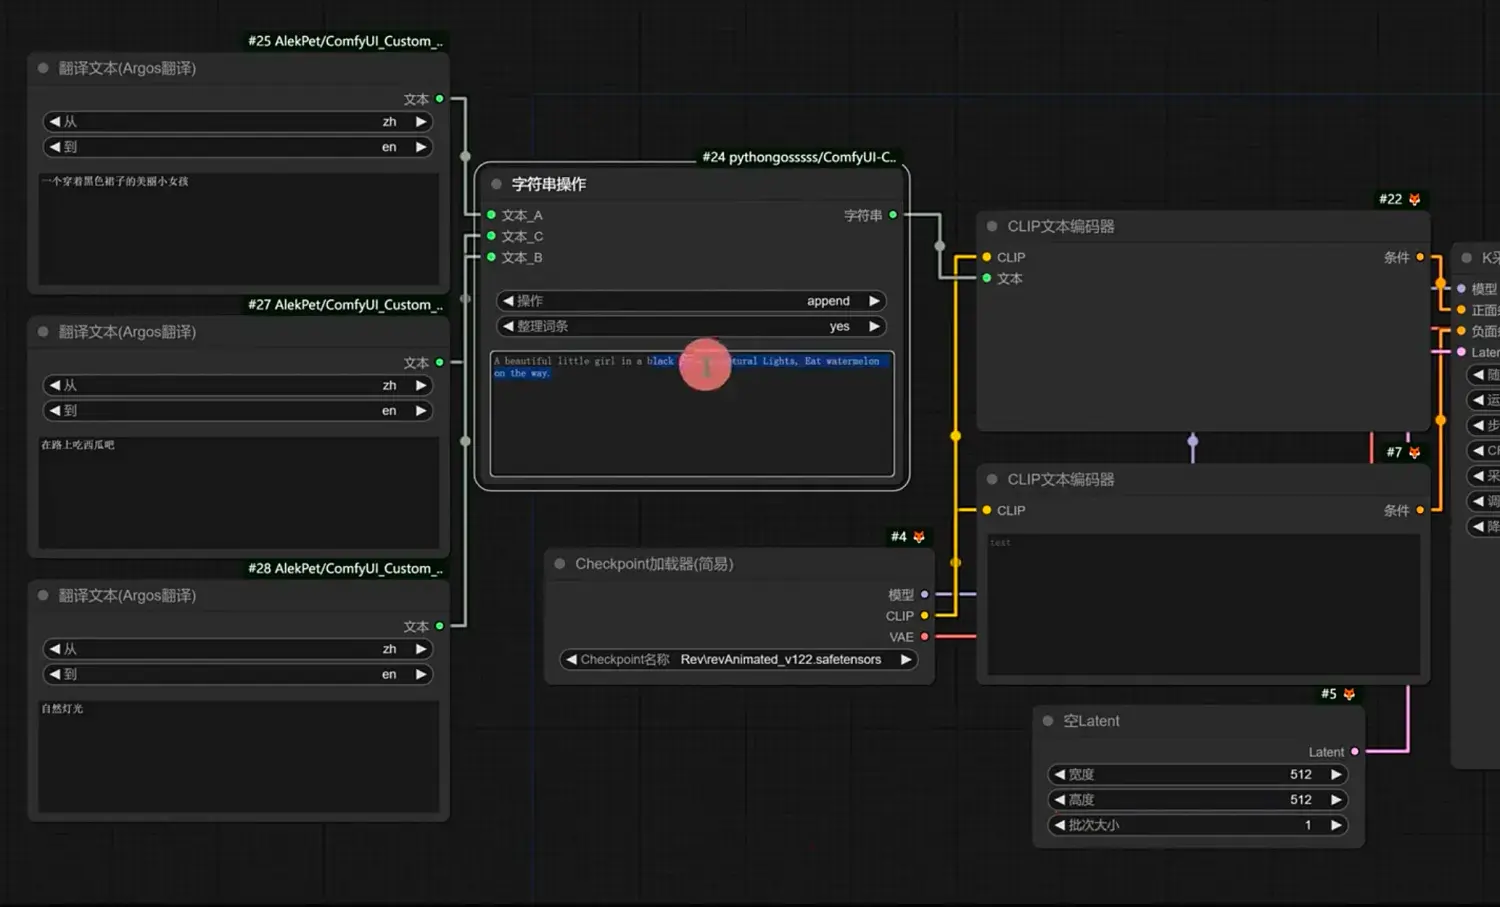 #25 AlekPet/ComfyUI_Custom_..
翻译文本(Argos翻译)
文本
从 zh
到 en
一个穿着黑色裙子的美丽小女孩
#27 AlekPet/ComfyUI_Custom_..
翻译文本(Argos翻译)
文本
从 zh
到 en
在路上吃西瓜吧
#28 AlekPet/ComfyUI_Custom_..
翻译文本(Argos翻译)
文本
从 zh
到 en
自然灯光
#24 pythongosssss/ComfyUI-C..
字符串操作
文本_A 字符串
文本_C
文本_B
操作 append
整理词条 yes
A beautiful little girl in a black tural Lights, Eat watermelon
on the way.
#4
Checkpoint加载器(简易)
模型
CLIP
VAE
Checkpoint名称 Rev\revAnimated_v122.safetensors
#22
CLIP文本编码器
CLIP 条件
文本
#7
CLIP文本编码器
CLIP 条件
test
#5
空Latent
Latent
宽度 512
高度 512
批次大小 1
K采
模型
正面
负面
Later
随
运
步
CF
采
调
降